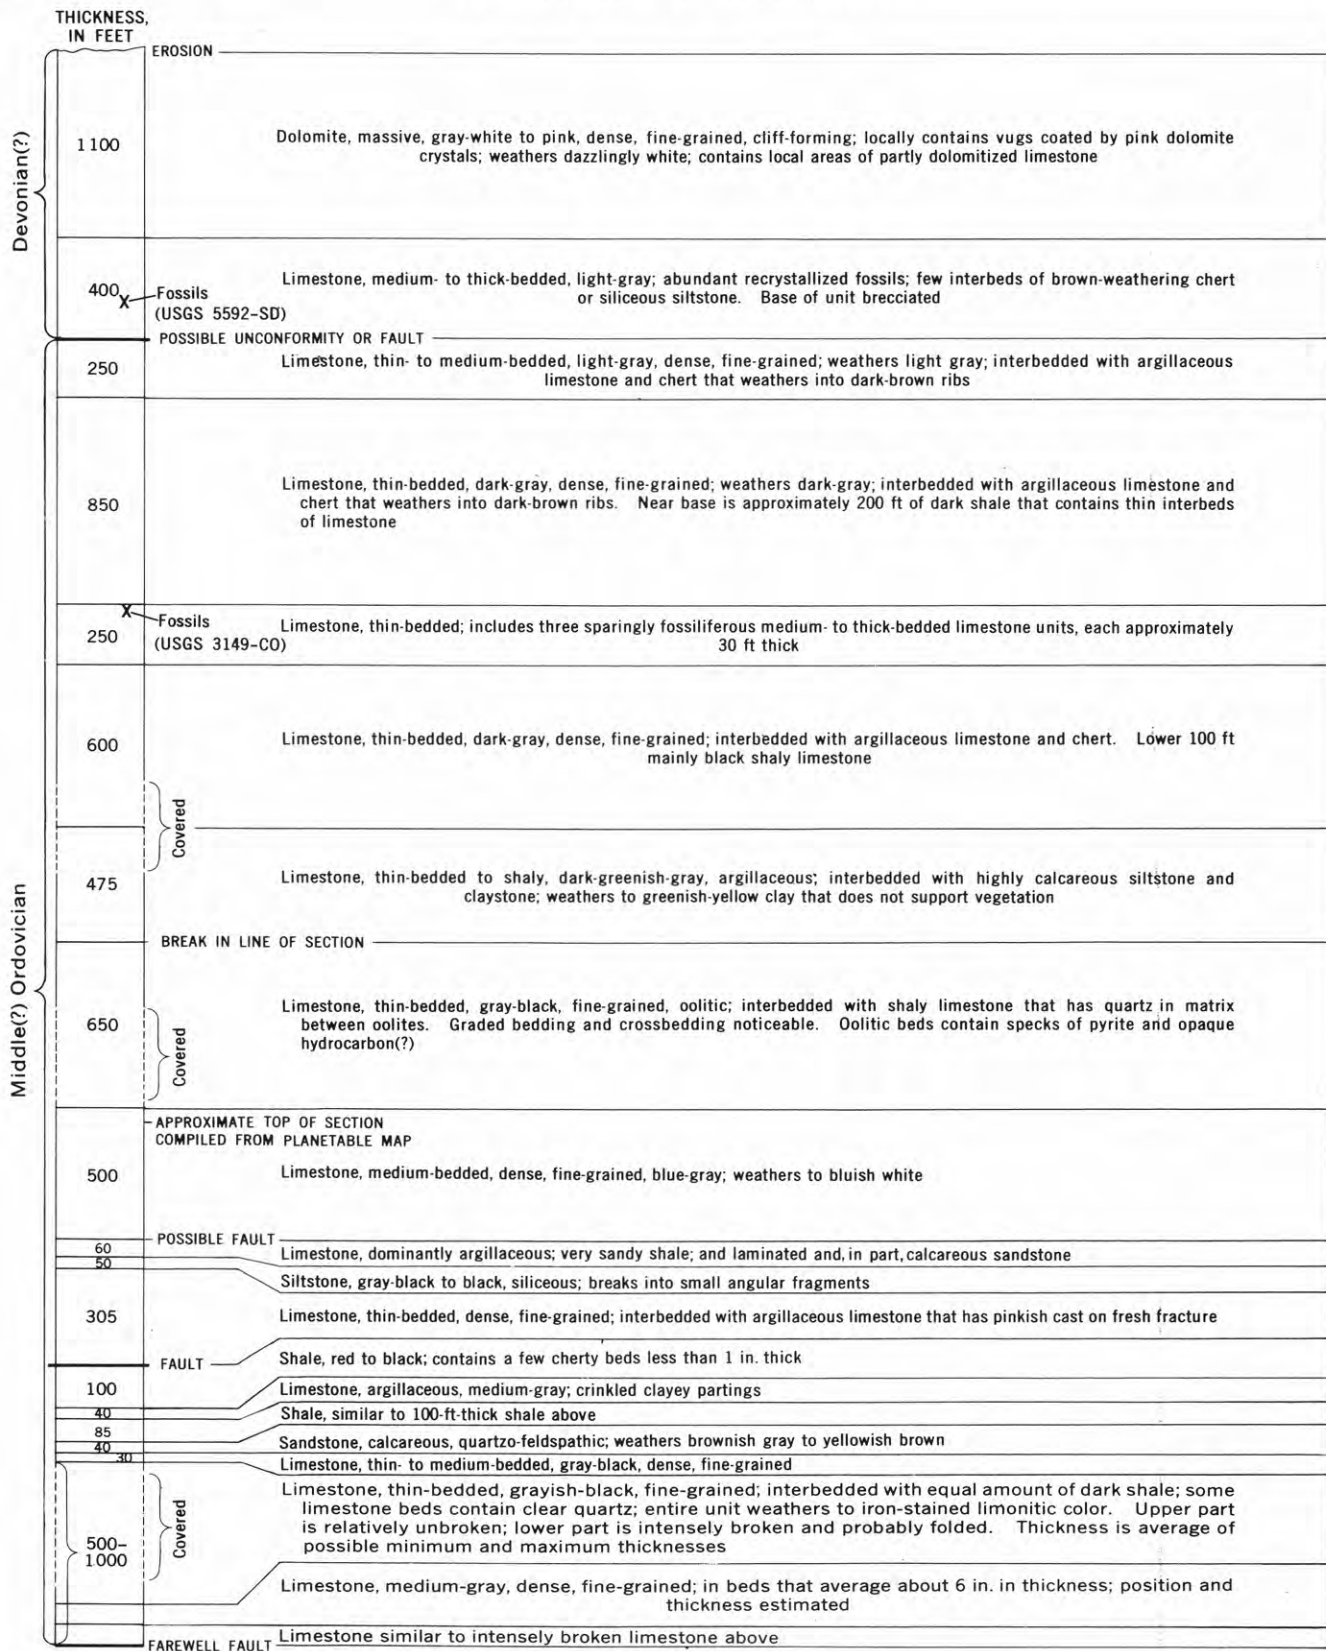 THICKNESS,
IN FEET
EROSION
Devonian(?)
1100
Dolomite, massive, gray-white to pink, dense, fine-grained, cliff-forming; locally contains vugs coated by pink dolomite
crystals; weathers dazzlingly white; contains local areas of partly dolomitized limestone
400
X
Fossils
(USGS 5592-SD)
Limestone, medium- to thick-bedded, light-gray; abundant recrystallized fossils; few interbeds of brown-weathering chert
or siliceous siltstone. Base of unit brecciated
POSSIBLE UNCONFORMITY OR FAULT
Middle(?) Ordovician
250
Limestone, thin- to medium-bedded, light-gray, dense, fine-grained; weathers light gray; interbedded with argillaceous
limestone and chert that weathers into dark-brown ribs
850
Limestone, thin-bedded, dark-gray, dense, fine-grained; weathers dark-gray; interbedded with argillaceous limestone and
chert that weathers into dark-brown ribs. Near base is approximately 200 ft of dark shale that contains thin interbeds
of limestone
X
Fossils
(USGS 3149-CO)
250
Limestone, thin-bedded; includes three sparingly fossiliferous medium- to thick-bedded limestone units, each approximately
30 ft thick
600
Limestone, thin-bedded, dark-gray, dense, fine-grained; interbedded with argillaceous limestone and chert. Lower 100 ft
mainly black shaly limestone
Covered
475
Limestone, thin-bedded to shaly, dark-greenish-gray, argillaceous; interbedded with highly calcareous siltstone and
claystone; weathers to greenish-yellow clay that does not support vegetation
BREAK IN LINE OF SECTION
650
Covered
Limestone, thin-bedded, gray-black, fine-grained, oolitic; interbedded with shaly limestone that has quartz in matrix
between oolites. Graded bedding and crossbedding noticeable. Oolitic beds contain specks of pyrite and opaque
hydrocarbon(?)
APPROXIMATE TOP OF SECTION
COMPILED FROM PLANETABLE MAP
500
Limestone, medium-bedded, dense, fine-grained, blue-gray; weathers to bluish white
POSSIBLE FAULT
60
Limestone, dominantly argillaceous; very sandy shale; and laminated and, in part, calcareous sandstone
50
Siltstone, gray-black to black, siliceous; breaks into small angular fragments
305
Limestone, thin-bedded, dense, fine-grained; interbedded with argillaceous limestone that has pinkish cast on fresh fracture
FAULT
Shale, red to black; contains a few cherty beds less than 1 in. thick
100
Limestone, argillaceous, medium-gray; crinkled clayey partings
40
Shale, similar to 100-ft-thick shale above
85
Sandstone, calcareous, quartzo-feldspathic; weathers brownish gray to yellowish brown
40
Limestone, thin- to medium-bedded, gray-black, dense, fine-grained
30
500-
1000
Covered
Limestone, thin-bedded, grayish-black, fine-grained; interbedded with equal amount of dark shale; some
limestone beds contain clear quartz; entire unit weathers to iron-stained limonitic color. Upper part
is relatively unbroken; lower part is intensely broken and probably folded. Thickness is average of
possible minimum and maximum thicknesses
Limestone, medium-gray, dense, fine-grained; in beds that average about 6 in. in thickness; position and
thickness estimated
Limestone similar to intensely broken limestone above
FAREWELL FAULT